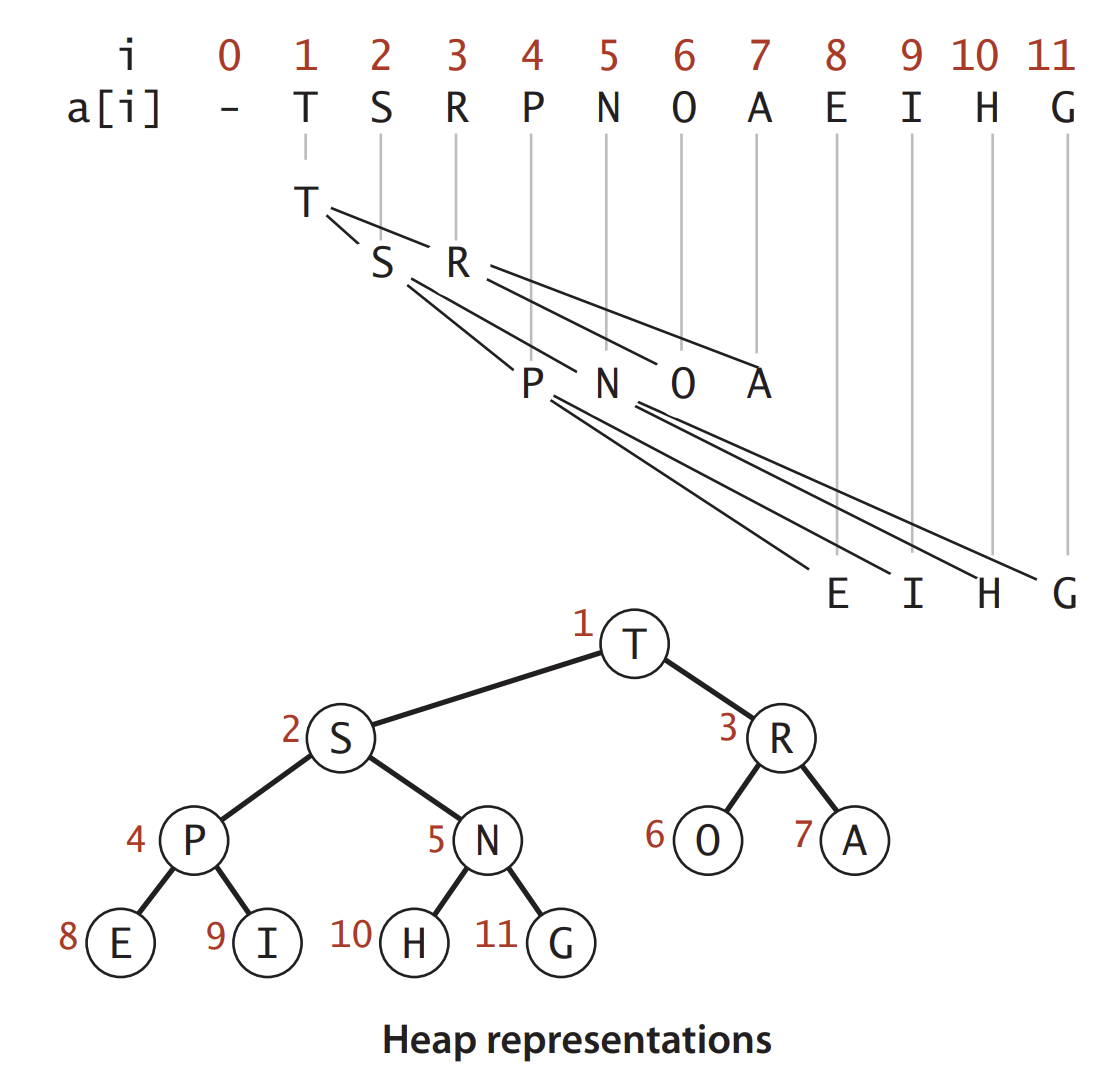 i 0 1 2 3 4 5 6 7 8 9 10 11
a[i] – T S R P N O A E I H G
T
S R
P N O A
E I H G
1 T
2 S 3 R
4 P 5 N 6 O 7 A
8 E 9 I 10 H 11 G
Heap representations